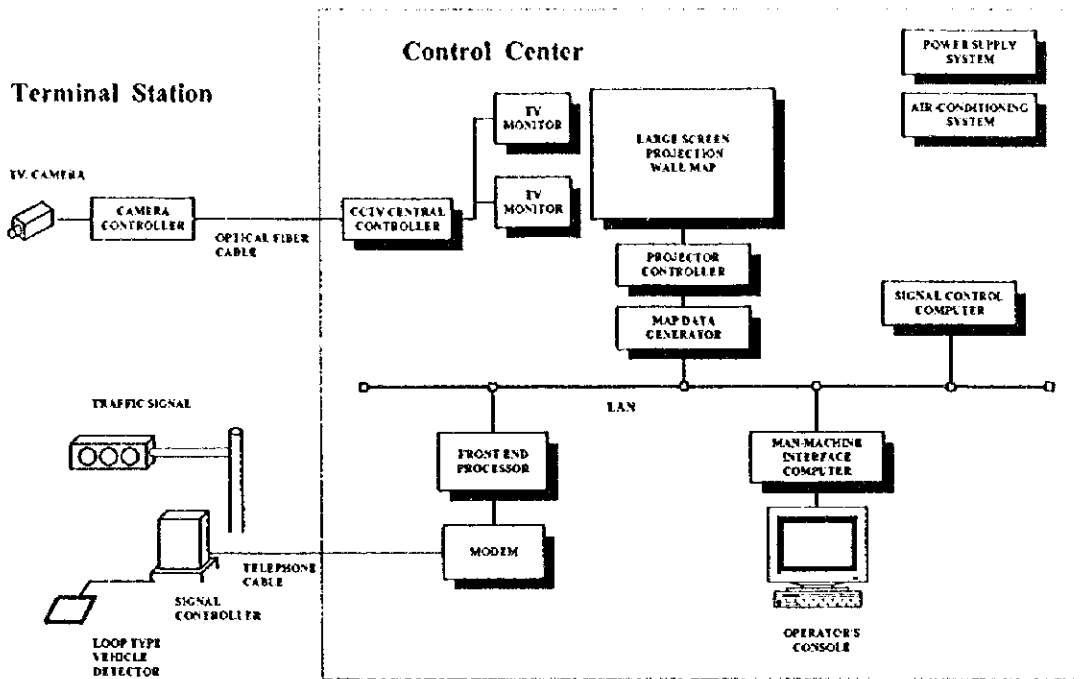 Control Center
Terminal Station
POWER SUPPLY
SYSTEM
AIR-CONDITIONING
SYSTEM
TV
MONITOR
LARGE SCREEN
PROJECTION
WALL MAP
TV. CAMERA
CAMERA
CONTROLLER
OPTICAL FIBER
CABLE
CCTV CENTRAL
CONTROLLER
TV
MONITOR
PROJECTOR
CONTROLLER
MAP DATA
GENERATOR
SIGNAL CONTROL
COMPUTER
LAN
TRAFFIC SIGNAL
FRONT END
PROCESSOR
MAN-MACHINE
INTERFACE
COMPUTER
MODEM
TELEPHONE
CABLE
SIGNAL
CONTROLLER
LOOP TYPE
VEHICLE
DETECTOR
OPERATOR'S
CONSOLE